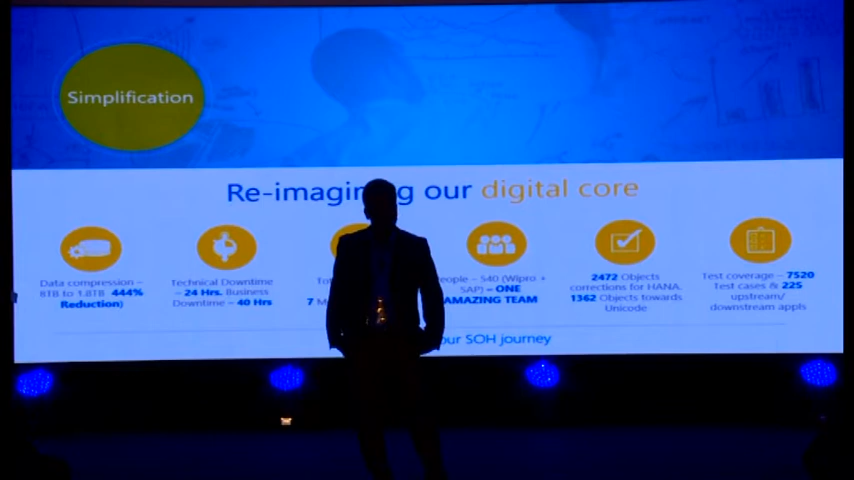 Simplification
Re-imagin g our digital core
Data compression –
8TB to 1.8TB 444%
Reduction)
Technical Downtime
– 24 Hrs. Business
Downtime – 40 Hrs
7
eople – 540 (Wipro +
SAP) – ONE
AMAZING TEAM
2472 Objects
corrections for HANA.
1362 Objects towards
Unicode
Test coverage – 7520
test cases & 225
upstream/
downstream appls
our SOH journey